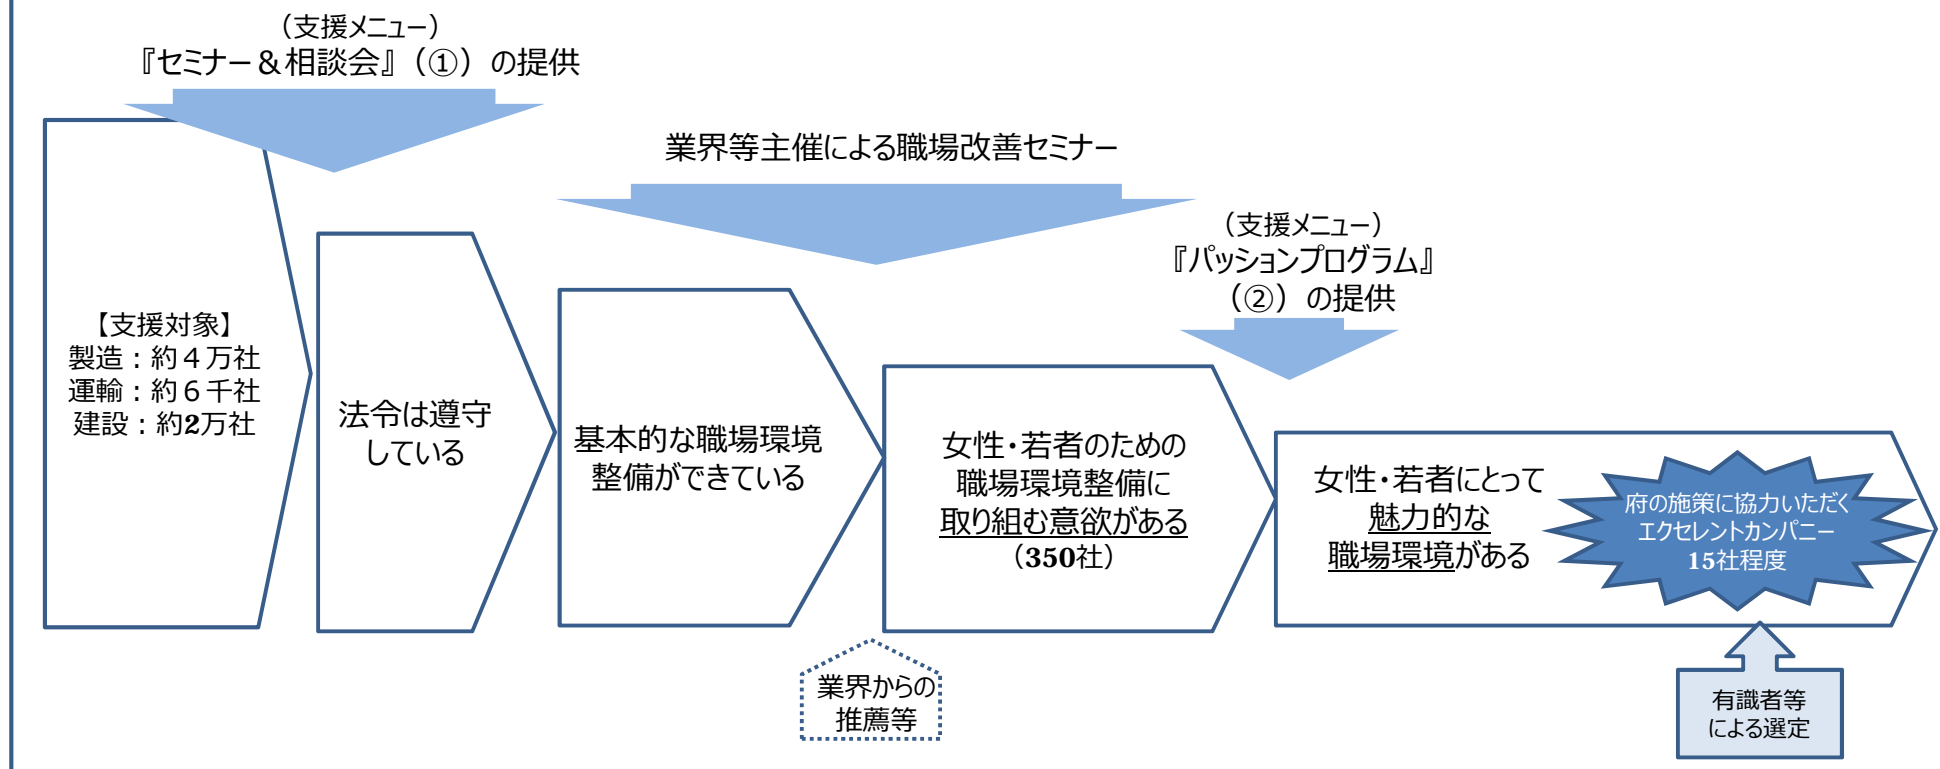 （支援メニュー）
『セミナー＆相談会』（①）の提供
業界等主催による職場改善セミナー
（支援メニュー）
『パッションプログラム』
（②）の提供
【支援対象】
製造：約４万社
運輸：約６千社
建設：約2万社
法令は遵守
している
基本的な職場環境
整備ができている
女性・若者のための
職場環境整備に
取り組む意欲がある
（350社）
女性・若者にとって
魅力的な
職場環境がある
府の施策に協力いただく
エクセレントカンパニー
15社程度
業界からの
推薦等
有識者等
による選定